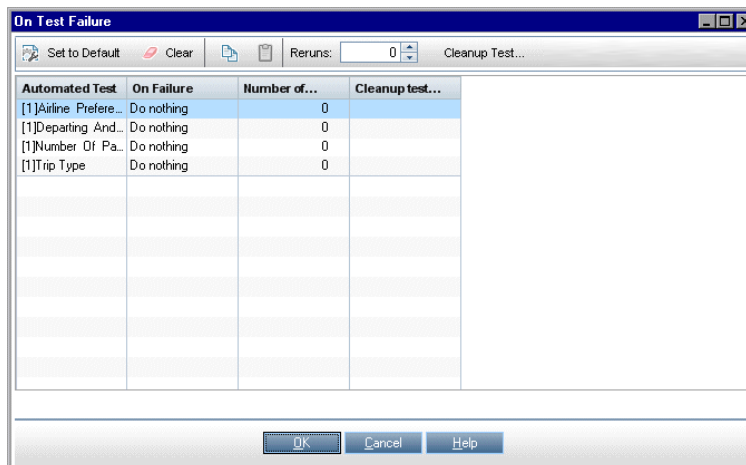 On Test Failure
Set to Default Clear Reruns: 0 Cleanup Test...
Automated Test On Failure Number of... Cleanup test...
[1]Airline Prefere... Do nothing 0
[1]Departing And... Do nothing 0
[1]Number Of Pa... Do nothing 0
[1]Trip Type Do nothing 0
OK Cancel Help